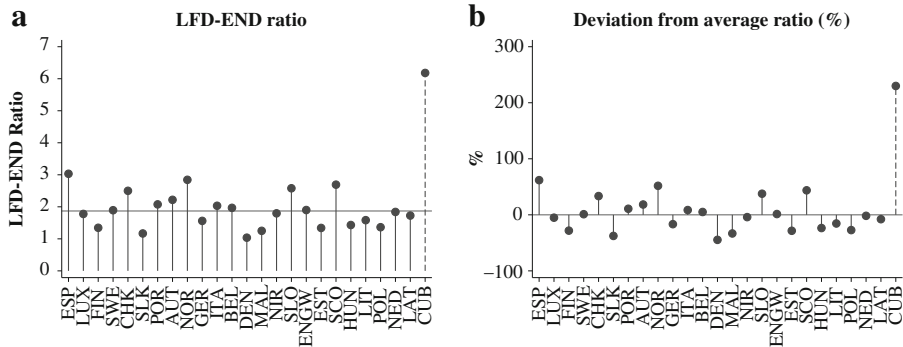 a
LFD-END ratio
LFD-END Ratio
7
6
5
4
3
2
1
0
ESP
LUX
FIN
SWE
CHK
SLK
POR
AUT
NOR
GER
ITA
BEL
DEN
MAL
NIR
SLO
ENGW
EST
SCO
HUN
LIT
POL
NED
LAT
CUB
b
Deviation from average ratio (%)
%
300
200
100
0
−100
ESP
LUX
FIN
SWE
CHK
SLK
POR
AUT
NOR
GER
ITA
BEL
DEN
MAL
NIR
SLO
ENGW
EST
SCO
HUN
LIT
POL
NED
LAT
CUB